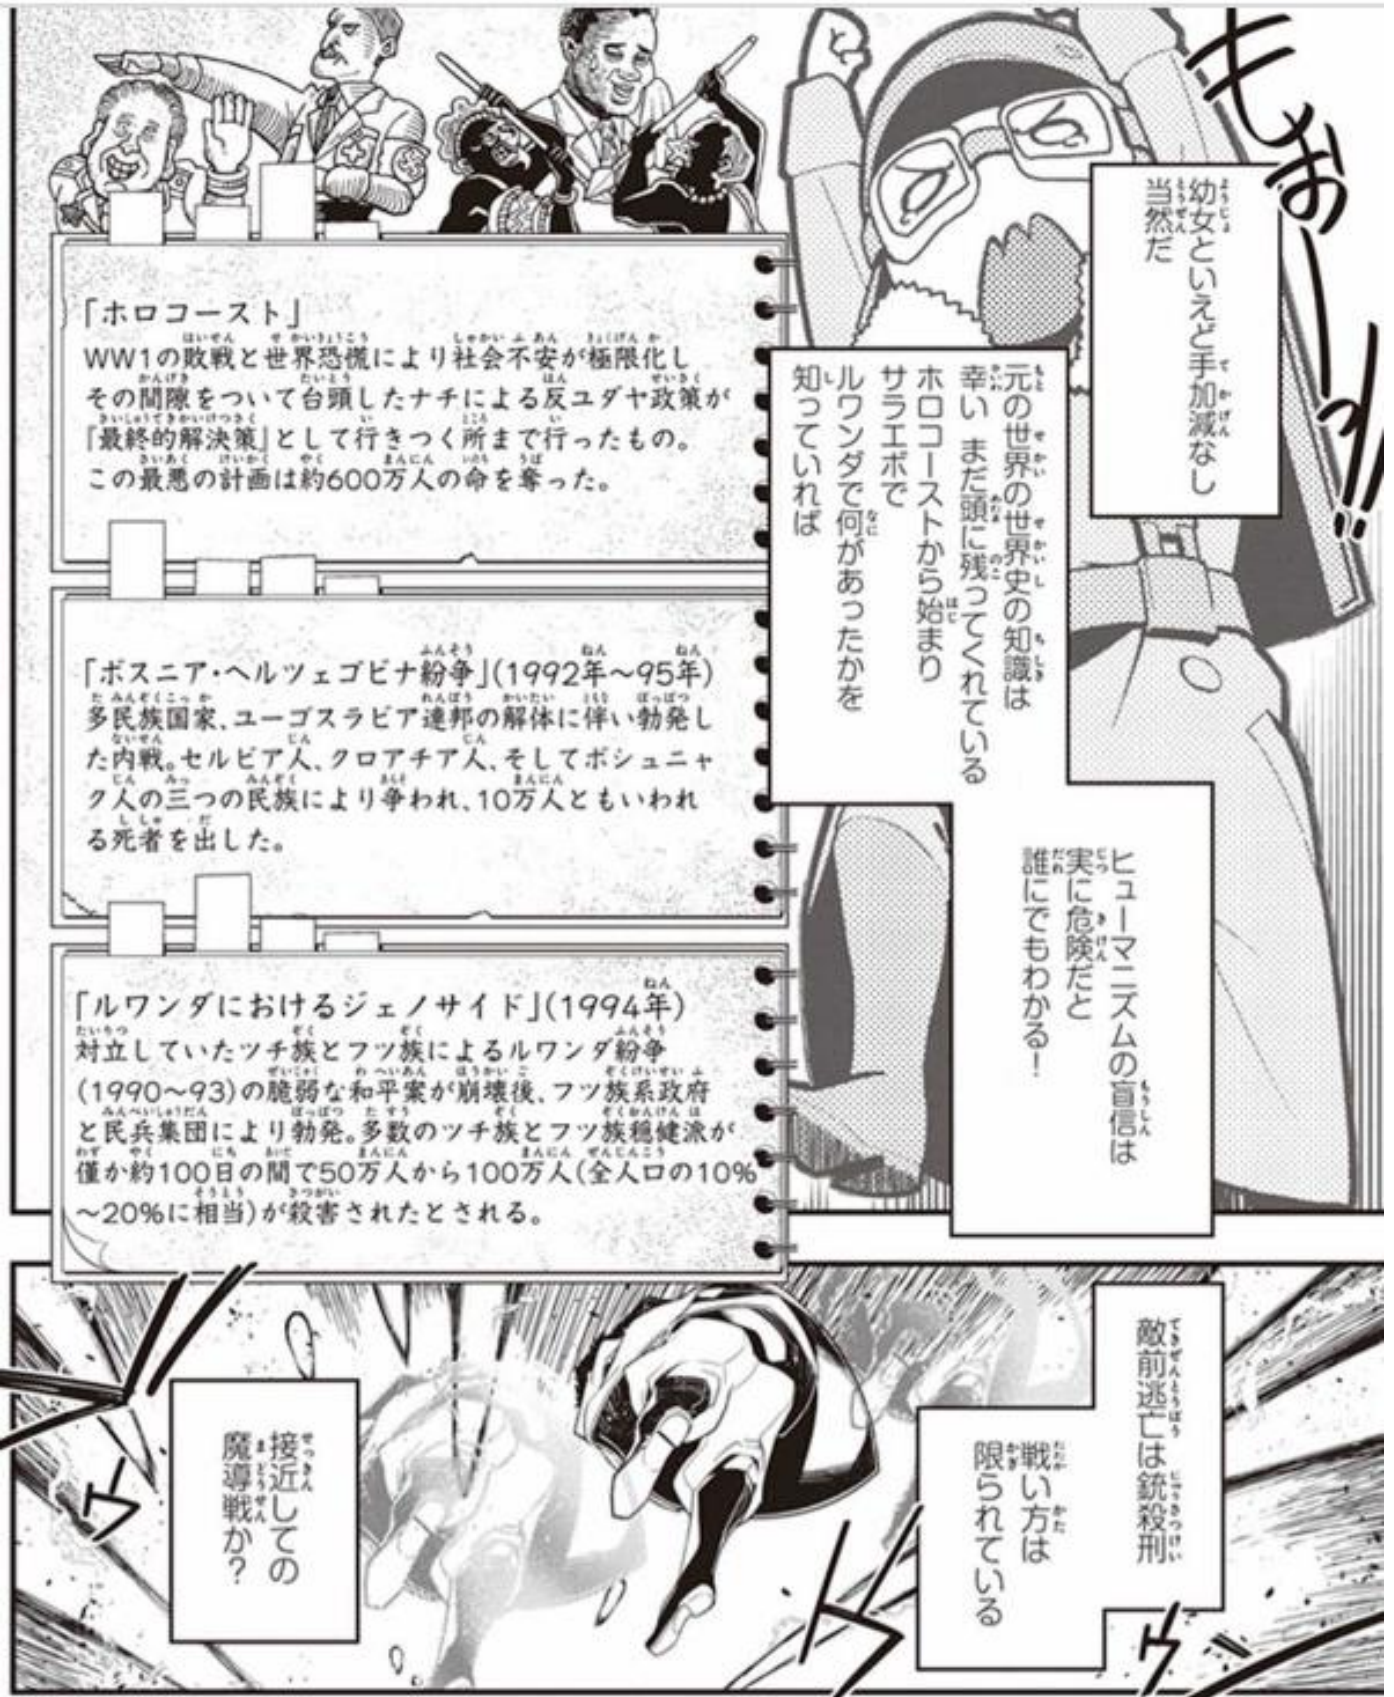 もおーっ!!
幼女といえど手加減なし
当然だ
元の世界の世界史の知識は
幸い まだ頭に残ってくれている
ホロコーストから始まり
サラエボで
ルワンダで何があったかを
知っていれば
ヒューマニズムの盲信は
実に危険だと
誰にでもわかる!
「ホロコースト」
WW1の敗戦と世界恐慌により社会不安が極限化し
その間隙をついて台頭したナチによる反ユダヤ政策が
『最終的解決策』として行きつく所まで行ったもの。
この最悪の計画は約600万人の命を奪った。
「ボスニア・ヘルツェゴビナ紛争」(1992年〜95年)
多民族国家、ユーゴスラビア連邦の解体に伴い勃発し
た内戦。セルビア人、クロアチア人、そしてボシュニャ
ク人の三つの民族により争われ、10万人ともいわれ
る死者を出した。
「ルワンダにおけるジェノサイド」(1994年)
対立していたツチ族とフツ族によるルワンダ紛争
(1990〜93)の脆弱な和平案が崩壊後、フツ族系政府
と民兵集団により勃発。多数のツチ族とフツ族穏健派が
僅か約100日の間で50万人から100万人(全人口の10%
〜20%に相当)が殺害されたとされる。
敵前逃亡は銃殺刑
戦い方は
限られている
接近しての
魔導戦か?